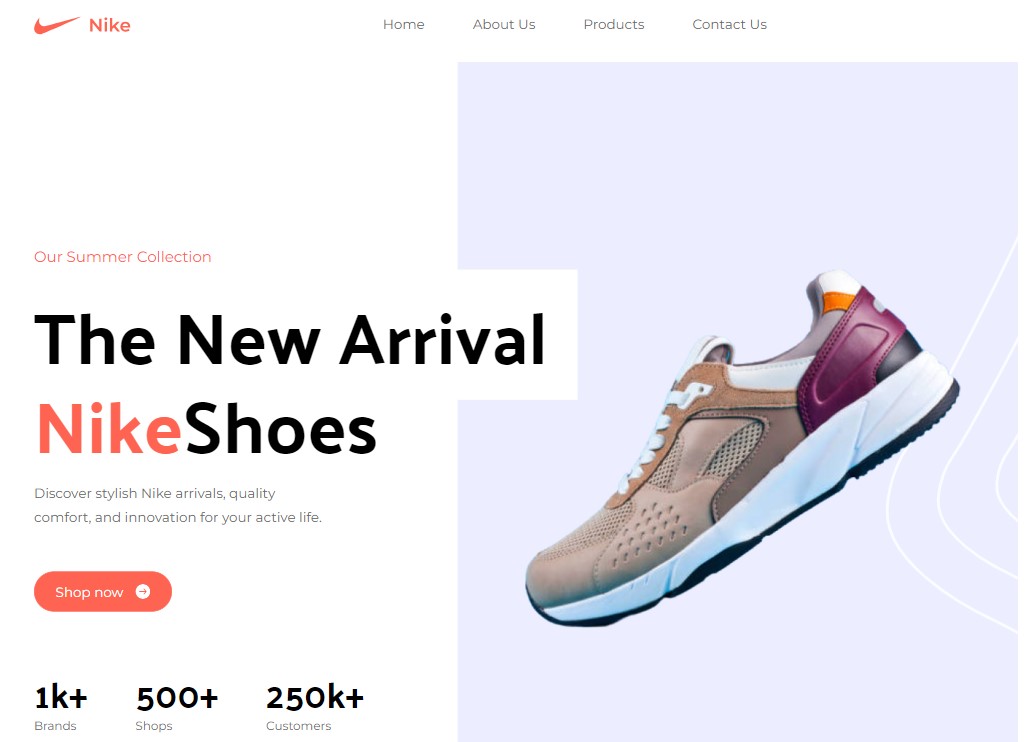 Nike
Home About Us Products Contact Us
Our Summer Collection
The New Arrival
NikeShoes
Discover stylish Nike arrivals, quality
comfort, and innovation for your active life.
Shop now
1k+ 500+ 250k+
Brands Shops Customers